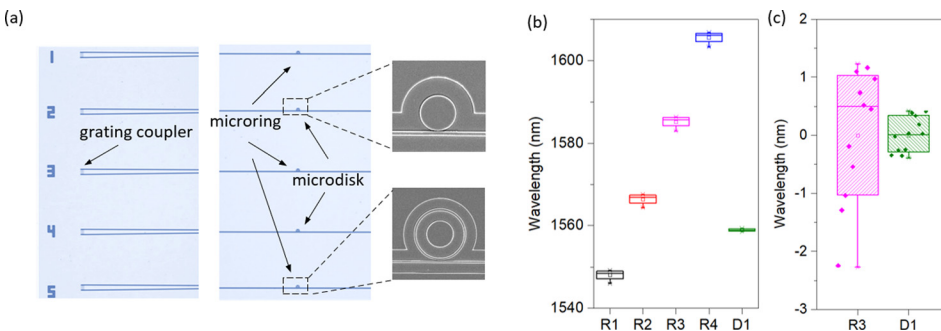 (a)
1
2
3
4
5
grating coupler
microring
microdisk
(b)
Wavelength (nm)
1600
1580
1560
1540
R1 R2 R3 R4 D1
(c)
Wavelength (nm)
2
1
0
-1
-2
-3
R3 D1